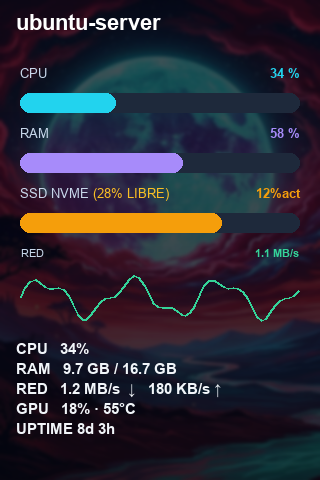 ubuntu-server
CPU 34 %
RAM 58 %
SSD NVME (28% LIBRE) 12%act
RED 1.1 MB/s
CPU 34%
RAM 9.7 GB / 16.7 GB
RED 1.2 MB/s ↓ 180 KB/s ↑
GPU 18% · 55°C
UPTIME 8d 3h